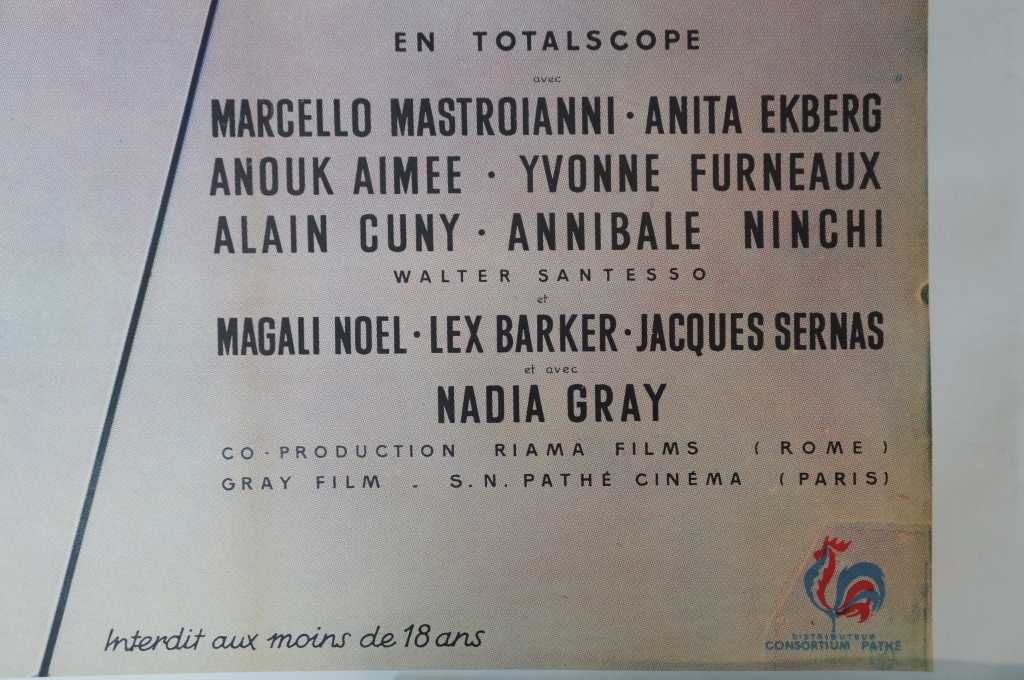 EN TOTALSCOPE
avec
MARCELLO MASTROIANNI · ANITA EKBERG
ANOUK AIMEE · YVONNE FURNEAUX
ALAIN CUNY · ANNIBALE NINCHI
WALTER SANTESSO
et
MAGALI NOEL · LEX BARKER · JACQUES SERNAS
et avec
NADIA GRAY
CO-PRODUCTION RIAMA FILMS (ROME)
GRAY FILM - S.N. PATHÉ CINÉMA (PARIS)
Interdit aux moins de 18 ans
DISTRIBUTEUR
CONSORTIUM PATHÉ